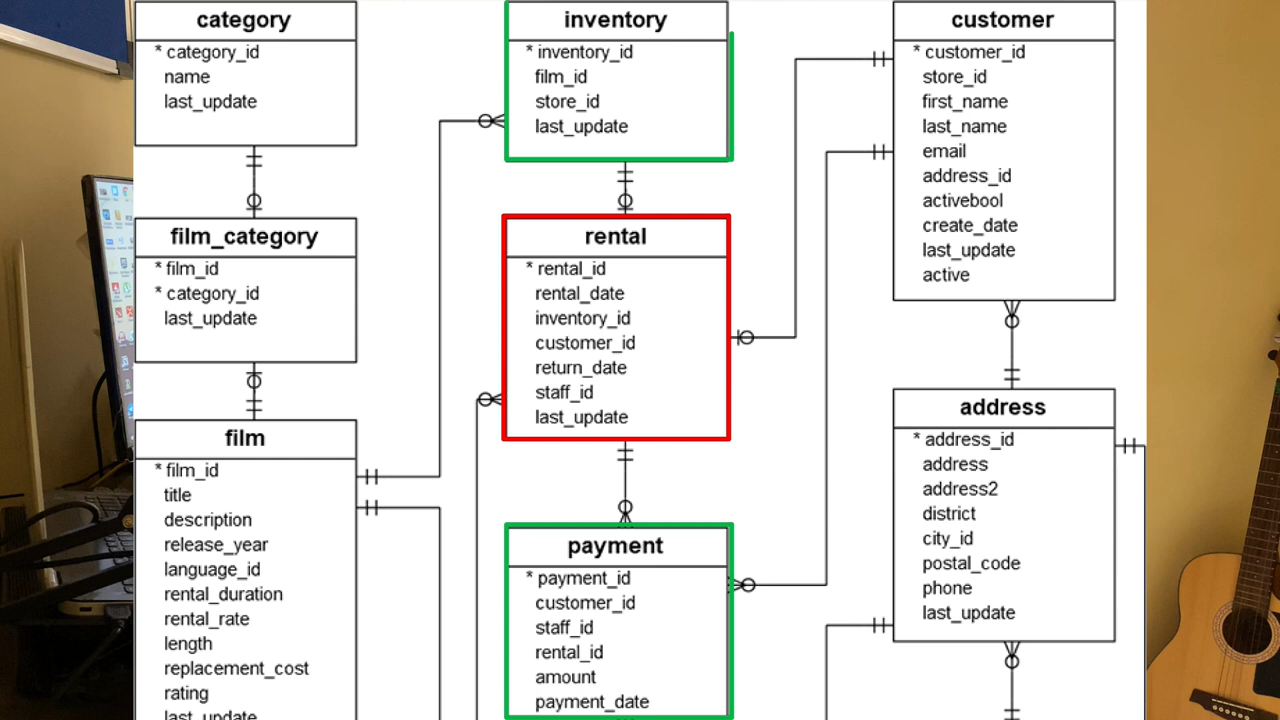 category
* category_id
name
last_update
film_category
* film_id
* category_id
last_update
film
* film_id
title
description
release_year
language_id
rental_duration
rental_rate
length
replacement_cost
rating
last_update
inventory
* inventory_id
film_id
store_id
last_update
rental
* rental_id
rental_date
inventory_id
customer_id
return_date
staff_id
last_update
payment
* payment_id
customer_id
staff_id
rental_id
amount
payment_date
customer
* customer_id
store_id
first_name
last_name
email
address_id
activebool
create_date
last_update
active
address
* address_id
address
address2
district
city_id
postal_code
phone
last_update